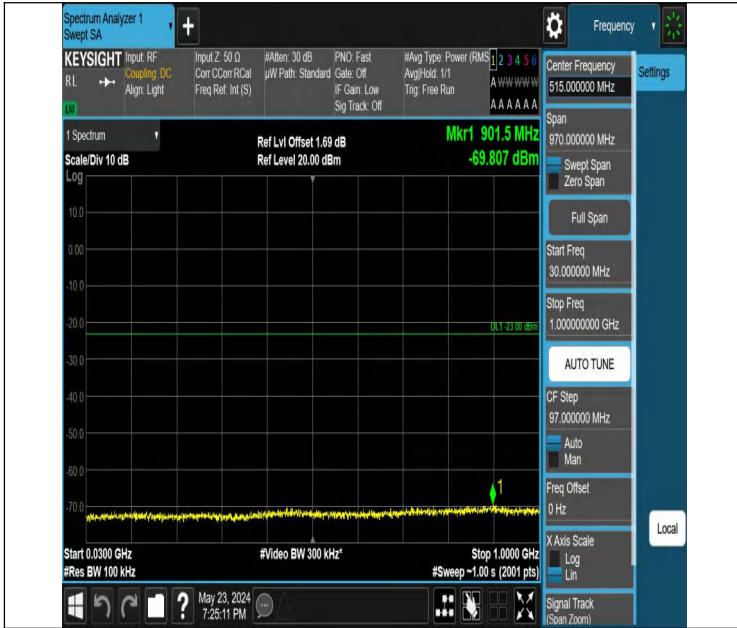 Spectrum Analyzer 1
Swept SA
+
Frequency
KEYSIGHT
RL
Input: RF
Coupling: DC
Align: Light
Input Z: 50 Ω
Corr CCorr RCal
Freq Ref: Int (S)
#Atten: 30 dB
µW Path: Standard
PNO: Fast
Gate: Off
IF Gain: Low
Sig Track: Off
#Avg Type: Power (RMS
Avg|Hold: 1/1
Trig: Free Run
1 2 3 4 5 6
A W W W W W
A A A A A A
1 Spectrum
Scale/Div 10 dB
Log
Ref Lvl Offset 1.69 dB
Ref Level 20.00 dBm
Mkr1 901.5 MHz
-69.807 dBm
10.0
0.00
-10.0
-20.0
DL1 -23.00 dBm
-30.0
-40.0
-50.0
-60.0
1
-70.0
Start 0.0300 GHz
#Video BW 300 kHz*
Stop 1.0000 GHz
#Res BW 100 kHz
#Sweep ~1.00 s (2001 pts)
?
May 23, 2024
7:25:11 PM
Center Frequency
515.000000 MHz
Span
970.000000 MHz
Swept Span
Zero Span
Full Span
Start Freq
30.000000 MHz
Stop Freq
1.000000000 GHz
AUTO TUNE
CF Step
97.000000 MHz
Auto
Man
Freq Offset
0 Hz
X Axis Scale
Log
Lin
Signal Track
(Span Zoom)
Settings
Local